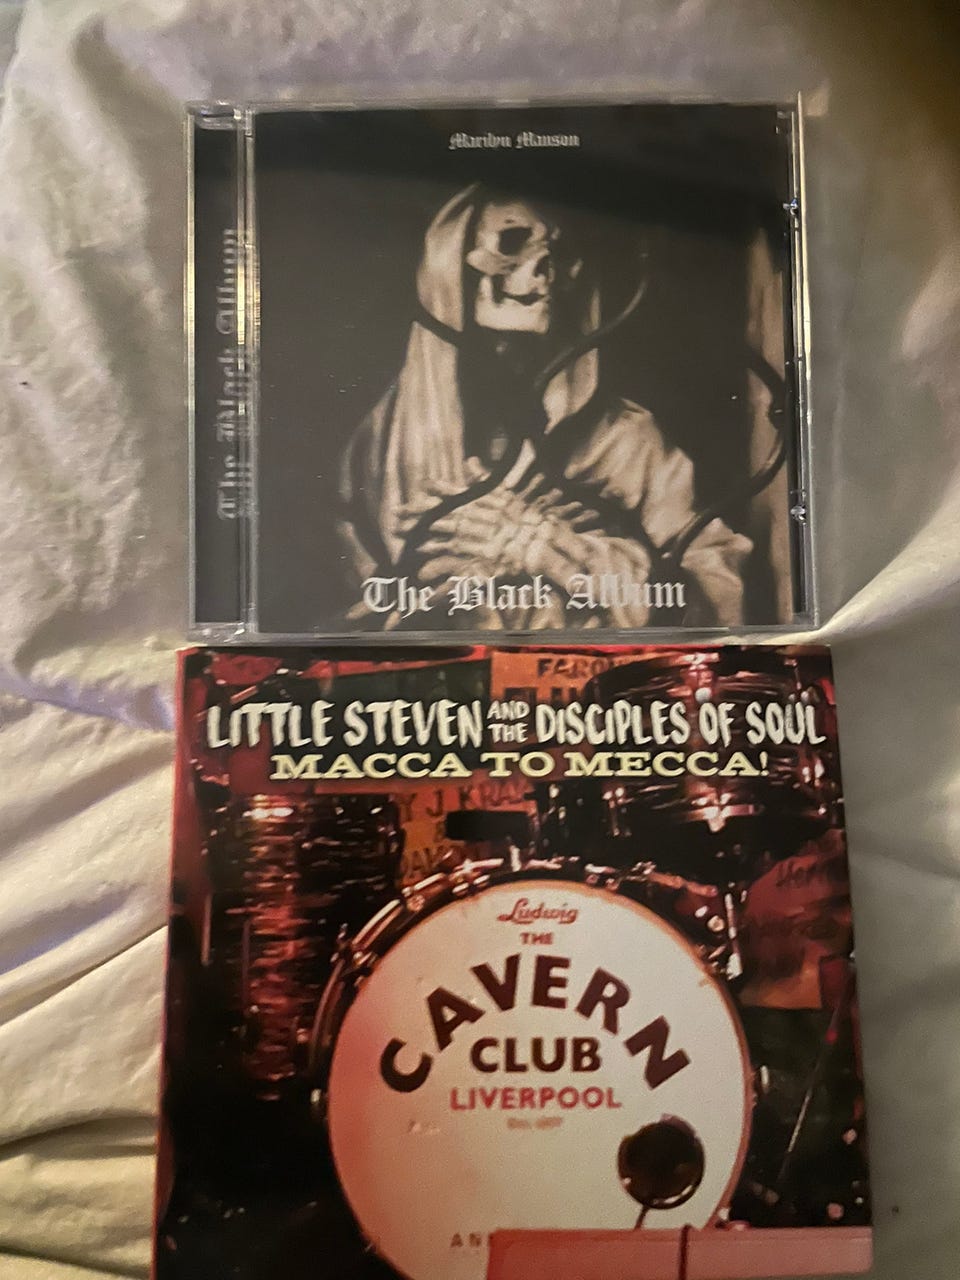 Marilyn Manson
The Black Album
The Black Album
LITTLE STEVEN AND THE DISCIPLES OF SOUL
MACCA TO MECCA!
Y J KRA
Ludwig
THE
CAVERN
CLUB
LIVERPOOL